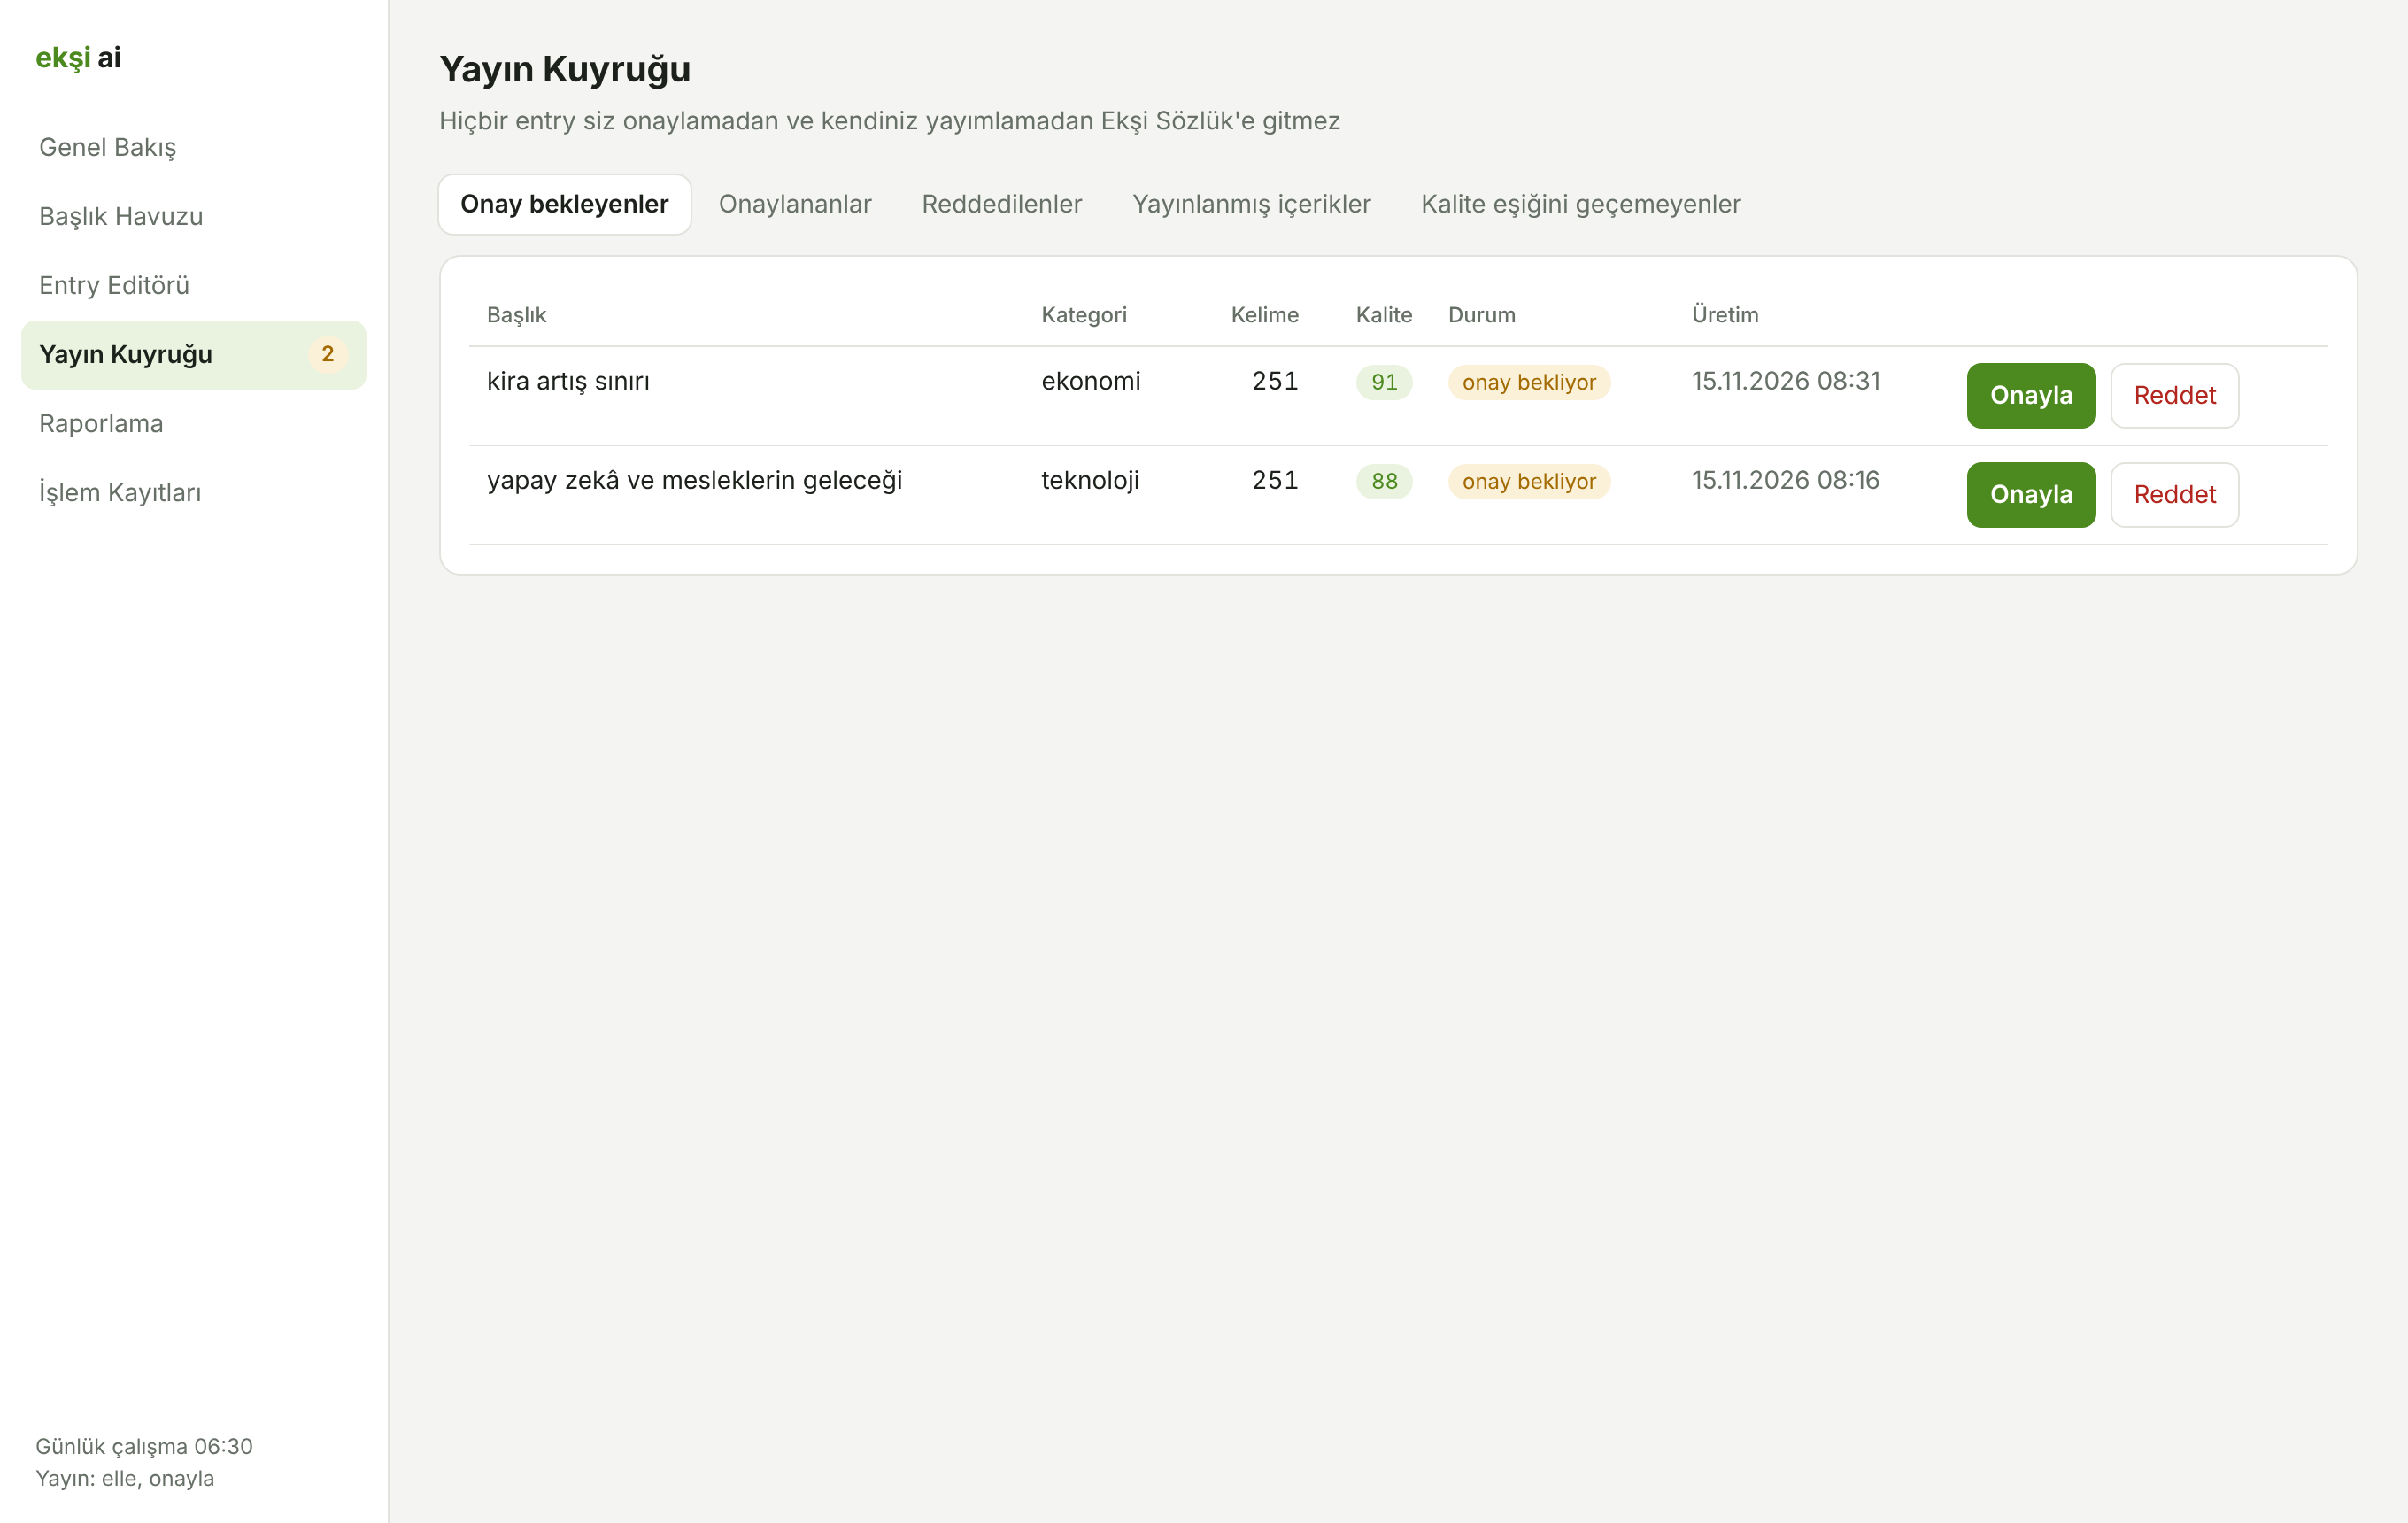 ekşi ai
Genel Bakış
Başlık Havuzu
Entry Editörü
Yayın Kuyruğu 2
Raporlama
İşlem Kayıtları
Günlük çalışma 06:30
Yayın: elle, onayla
Yayın Kuyruğu
Hiçbir entry siz onaylamadan ve kendiniz yayımlamadan Ekşi Sözlük'e gitmez
Onay bekleyenler Onaylananlar Reddedilenler Yayınlanmış içerikler Kalite eşiğini geçemeyenler
Başlık Kategori Kelime Kalite Durum Üretim
kira artış sınırı ekonomi 251 91 onay bekliyor 15.11.2026 08:31 Onayla Reddet
yapay zekâ ve mesleklerin geleceği teknoloji 251 88 onay bekliyor 15.11.2026 08:16 Onayla Reddet